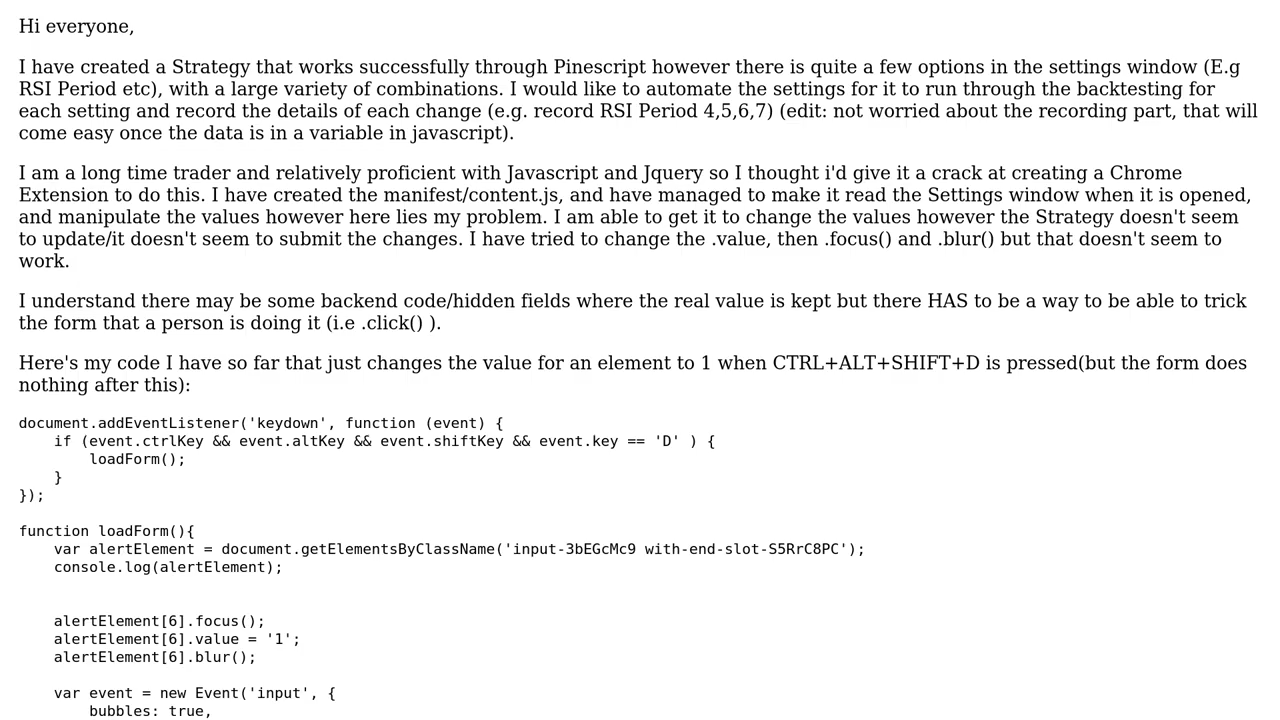 Hi everyone,
I have created a Strategy that works successfully through Pinescript however there is quite a few options in the settings window (E.g
RSI Period etc), with a large variety of combinations. I would like to automate the settings for it to run through the backtesting for
each setting and record the details of each change (e.g. record RSI Period 4,5,6,7) (edit: not worried about the recording part, that will
come easy once the data is in a variable in javascript).
I am a long time trader and relatively proficient with Javascript and Jquery so I thought i'd give it a crack at creating a Chrome
Extension to do this. I have created the manifest/content.js, and have managed to make it read the Settings window when it is opened,
and manipulate the values however here lies my problem. I am able to get it to change the values however the Strategy doesn't seem
to update/it doesn't seem to submit the changes. I have tried to change the .value, then .focus() and .blur() but that doesn't seem to
work.
I understand there may be some backend code/hidden fields where the real value is kept but there HAS to be a way to be able to trick
the form that a person is doing it (i.e .click() ).
Here's my code I have so far that just changes the value for an element to 1 when CTRL+ALT+SHIFT+D is pressed(but the form does
nothing after this):
document.addEventListener('keydown', function (event) {
    if (event.ctrlKey && event.altKey && event.shiftKey && event.key == 'D' ) {
        loadForm();
    }
});
function loadForm(){
    var alertElement = document.getElementsByClassName('input-3bEGcMc9 with-end-slot-S5RrC8PC');
    console.log(alertElement);
    alertElement[6].focus();
    alertElement[6].value = '1';
    alertElement[6].blur();
    var event = new Event('input', {
        bubbles: true,